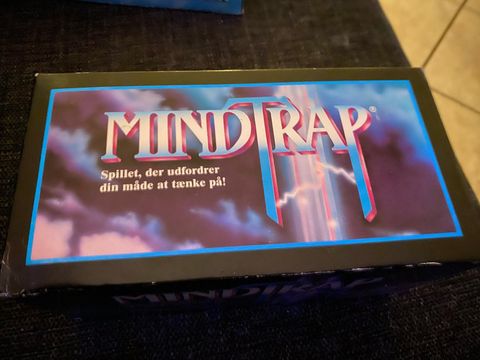 MINDTRAP®
Spillet, der udfordrer
din måde at tænke på!
MINDTRAP